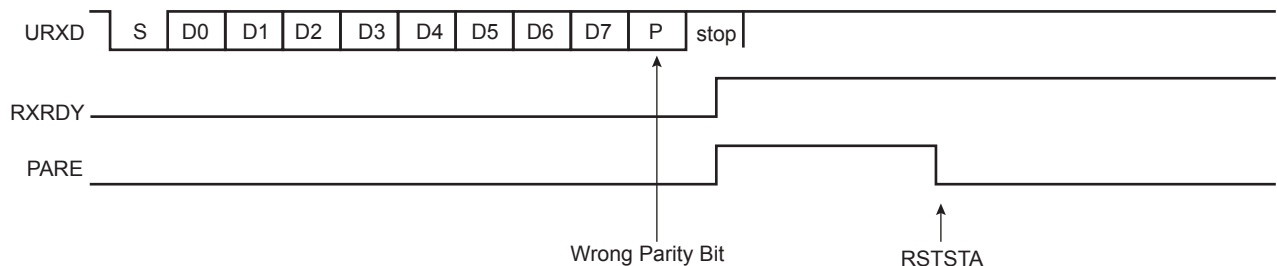 URXD S D0 D1 D2 D3 D4 D5 D6 D7 P stop
RXRDY
PARE
Wrong Parity Bit RSTSTA